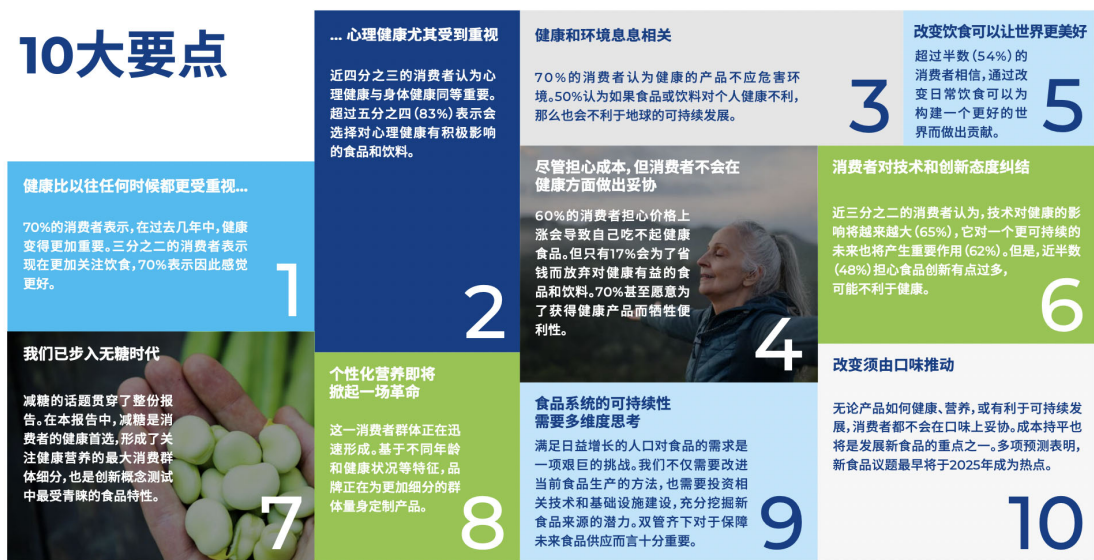 10大要点
健康比以往任何时候都更受重视...
70%的消费者表示,在过去几年中,健康
变得更加重要。三分之二的消费者表示
现在更加关注饮食,70%表示因此感觉
更好。
1
... 心理健康尤其受到重视
近四分之三的消费者认为心
理健康与身体健康同等重要。
超过五分之四(83%)表示会
选择对心理健康有积极影响
的食品和饮料。
2
健康和环境息息相关
70%的消费者认为健康的产品不应危害环
境。50%认为如果食品或饮料对个人健康不利,
那么也会不利于地球的可持续发展。
3
尽管担心成本,但消费者不会在
健康方面做出妥协
60%的消费者担心价格上
涨会导致自己吃不起健康
食品。但只有17%会为了省
钱而放弃对健康有益的食
品和饮料。70%甚至愿意为
了获得健康产品而牺牲便
利性。
4
改变饮食可以让世界更美好
超过半数(54%)的
消费者相信,通过改
变日常饮食可以为
构建一个更好的世
界而做出贡献。
5
消费者对技术和创新态度纠结
近三分之二的消费者认为,技术对健康的影
响将越来越大(65%),它对一个更可持续的
未来也将产生重要作用(62%)。但是,近半数
(48%)担心食品创新有点过多,
可能不利于健康。
6
我们已步入无糖时代
减糖的话题贯穿了整份报
告。在本报告中,减糖是消
费者的健康首选,形成了关
注健康营养的最大消费群
体细分,也是创新概念测试
中最受青睐的食品特性。
7
个性化营养即将
掀起一场革命
这一消费者群体正在迅
速形成。基于不同年龄
和健康状况等特征,品
牌正在为更加细分的群
体量身定制产品。
8
食品系统的可持续性
需要多维度思考
满足日益增长的人口对食品的需求是
一项艰巨的挑战。我们不仅需要改进
当前食品生产的方法,也需要投资相
关技术和基础设施建设,充分挖掘新
食品来源的潜力。双管齐下对于保障
未来食品供应而言十分重要。
9
改变须由口味推动
无论产品如何健康、营养,或有利于可持续发
展,消费者都不会在口味上妥协。成本持平也
将是发展新食品的重点之一。多项预测表明,
新食品议题最早将于2025年成为热点。
10